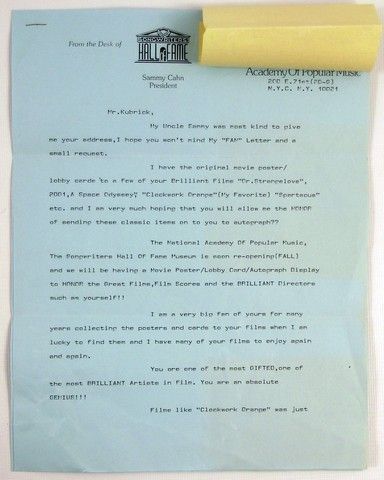 From the Desk of
SONGWRITERS'
HALL OF FAME
Sammy Cahn
President
Academy Of Popular Music
200 E.71st(20-G)
N.Y.C. N.Y. 10021
Mr.Kubrick,
My Uncle Sammy was most kind to give
me your address,I hope you won't mind My "FAN" Letter and a
small request.
I have the original movie poster/
lobby cards to a few of your Brilliant Films "Dr.Strangelove",
2001,A Space Odyssey", "Clockwork Orange"(My Favorite) "Spartacus"
etc. and I am very much hoping that you will allow me the HONOR
of sending these classic items on to you to autograph??
The National Academy Of Popular Music,
The Songwriters Hall OF Fame Museum is soon re-opening(FALL)
and we will be having a Movie Poster/Lobby Card/Autograph Display
to HONOR the Great Films,Film Scores and the BRILLIANT Directors
such as yourself!!
I am a very big fan of yours for many
years collecting the posters and cards to your films when I am
lucky to find them and I have many of your films to enjoy again
and again.
You are one of the most GIFTED,one of
the most BRILLIANT Artists in film. You are an absolute
GENIUS!!!
Films like "Clockwork Orange" was just